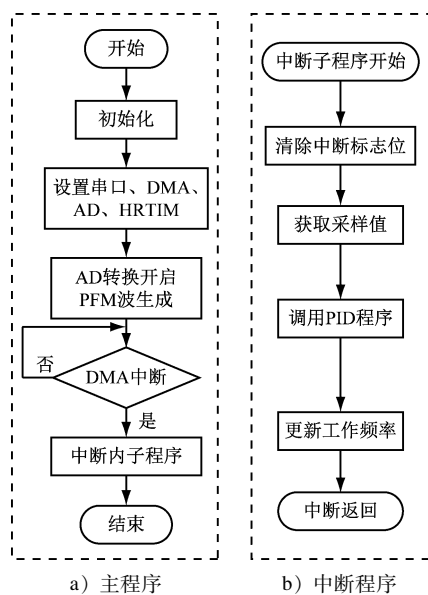 开始
初始化
设置串口、DMA、
AD、HRTIM
AD转换开启
PFM波生成
否
DMA中断
是
中断内子程序
结束
a）主程序
中断子程序开始
清除中断标志位
获取采样值
调用PID程序
更新工作频率
中断返回
b）中断程序